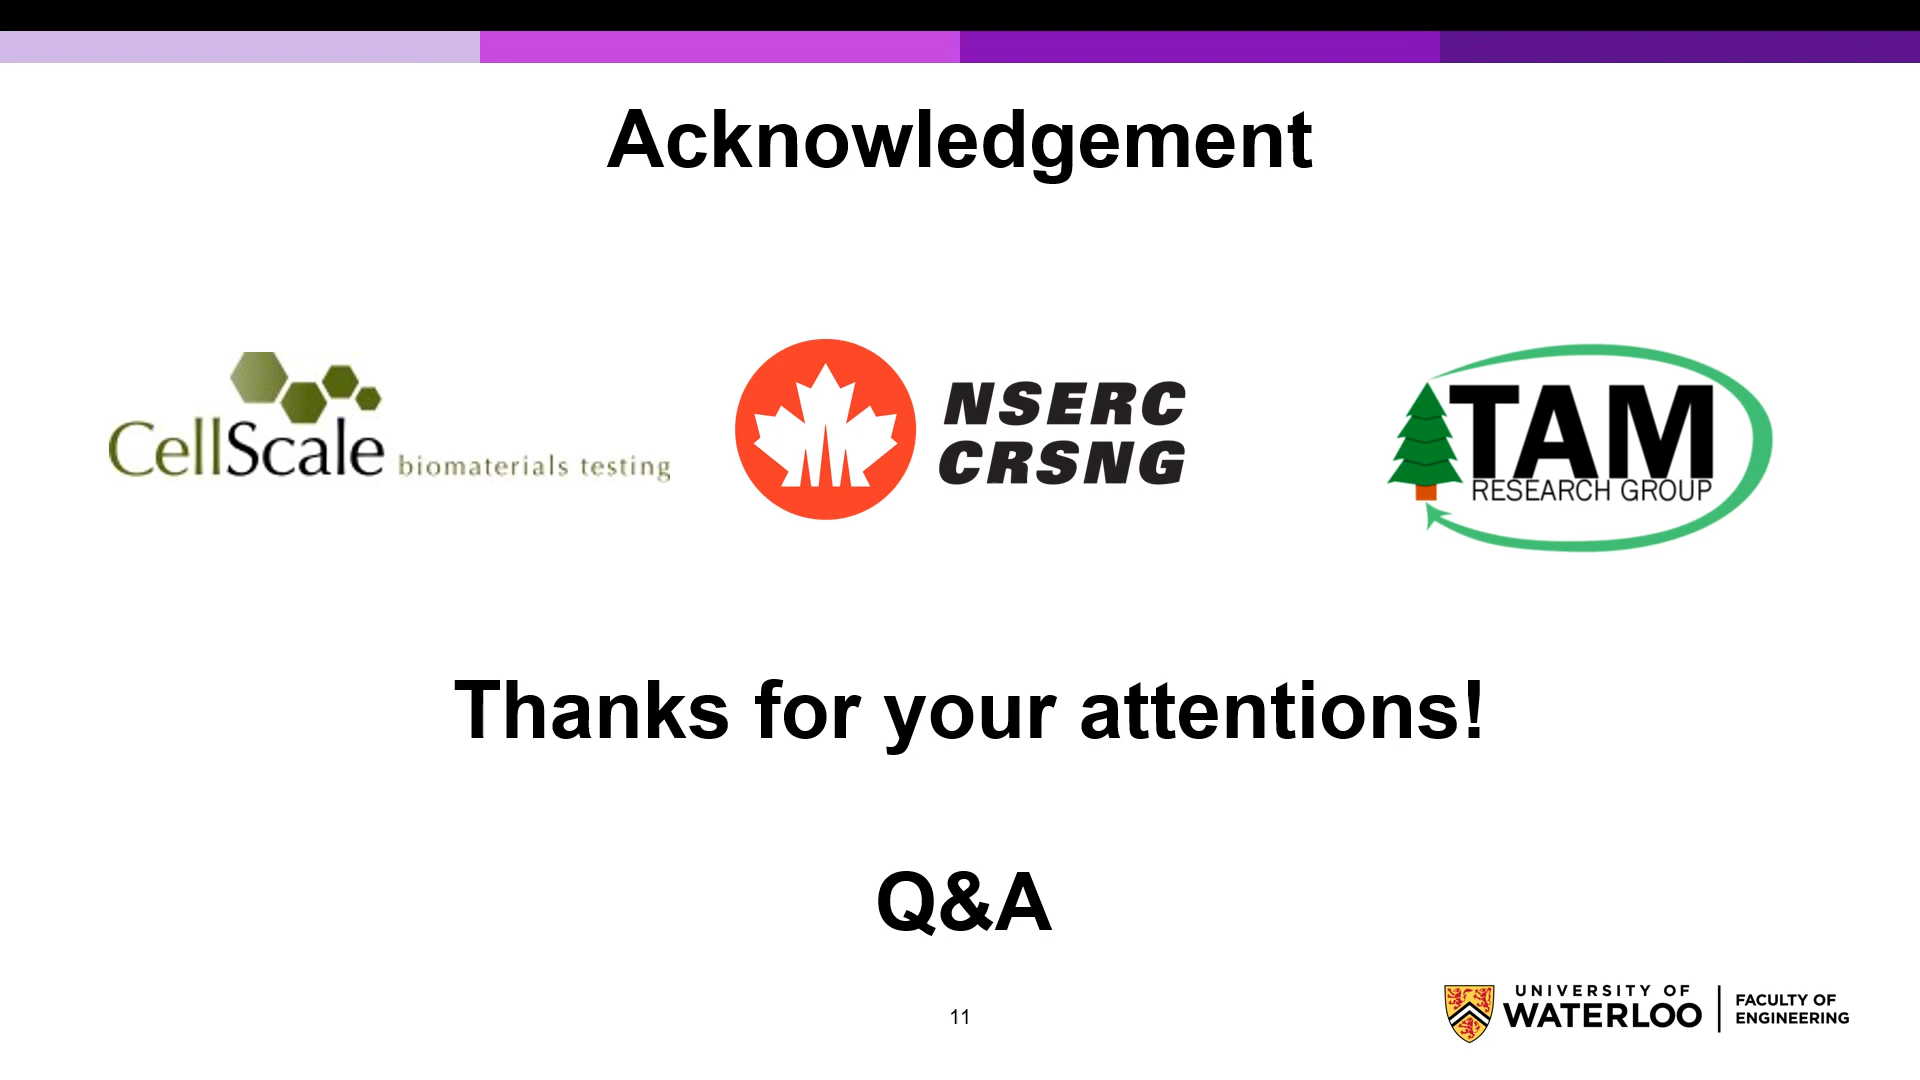 Acknowledgement
CellScale biomaterials testing
NSERC
CRSNG
TAM
RESEARCH GROUP
Thanks for your attentions!
Q&A
11
UNIVERSITY OF
WATERLOO
FACULTY OF
ENGINEERING